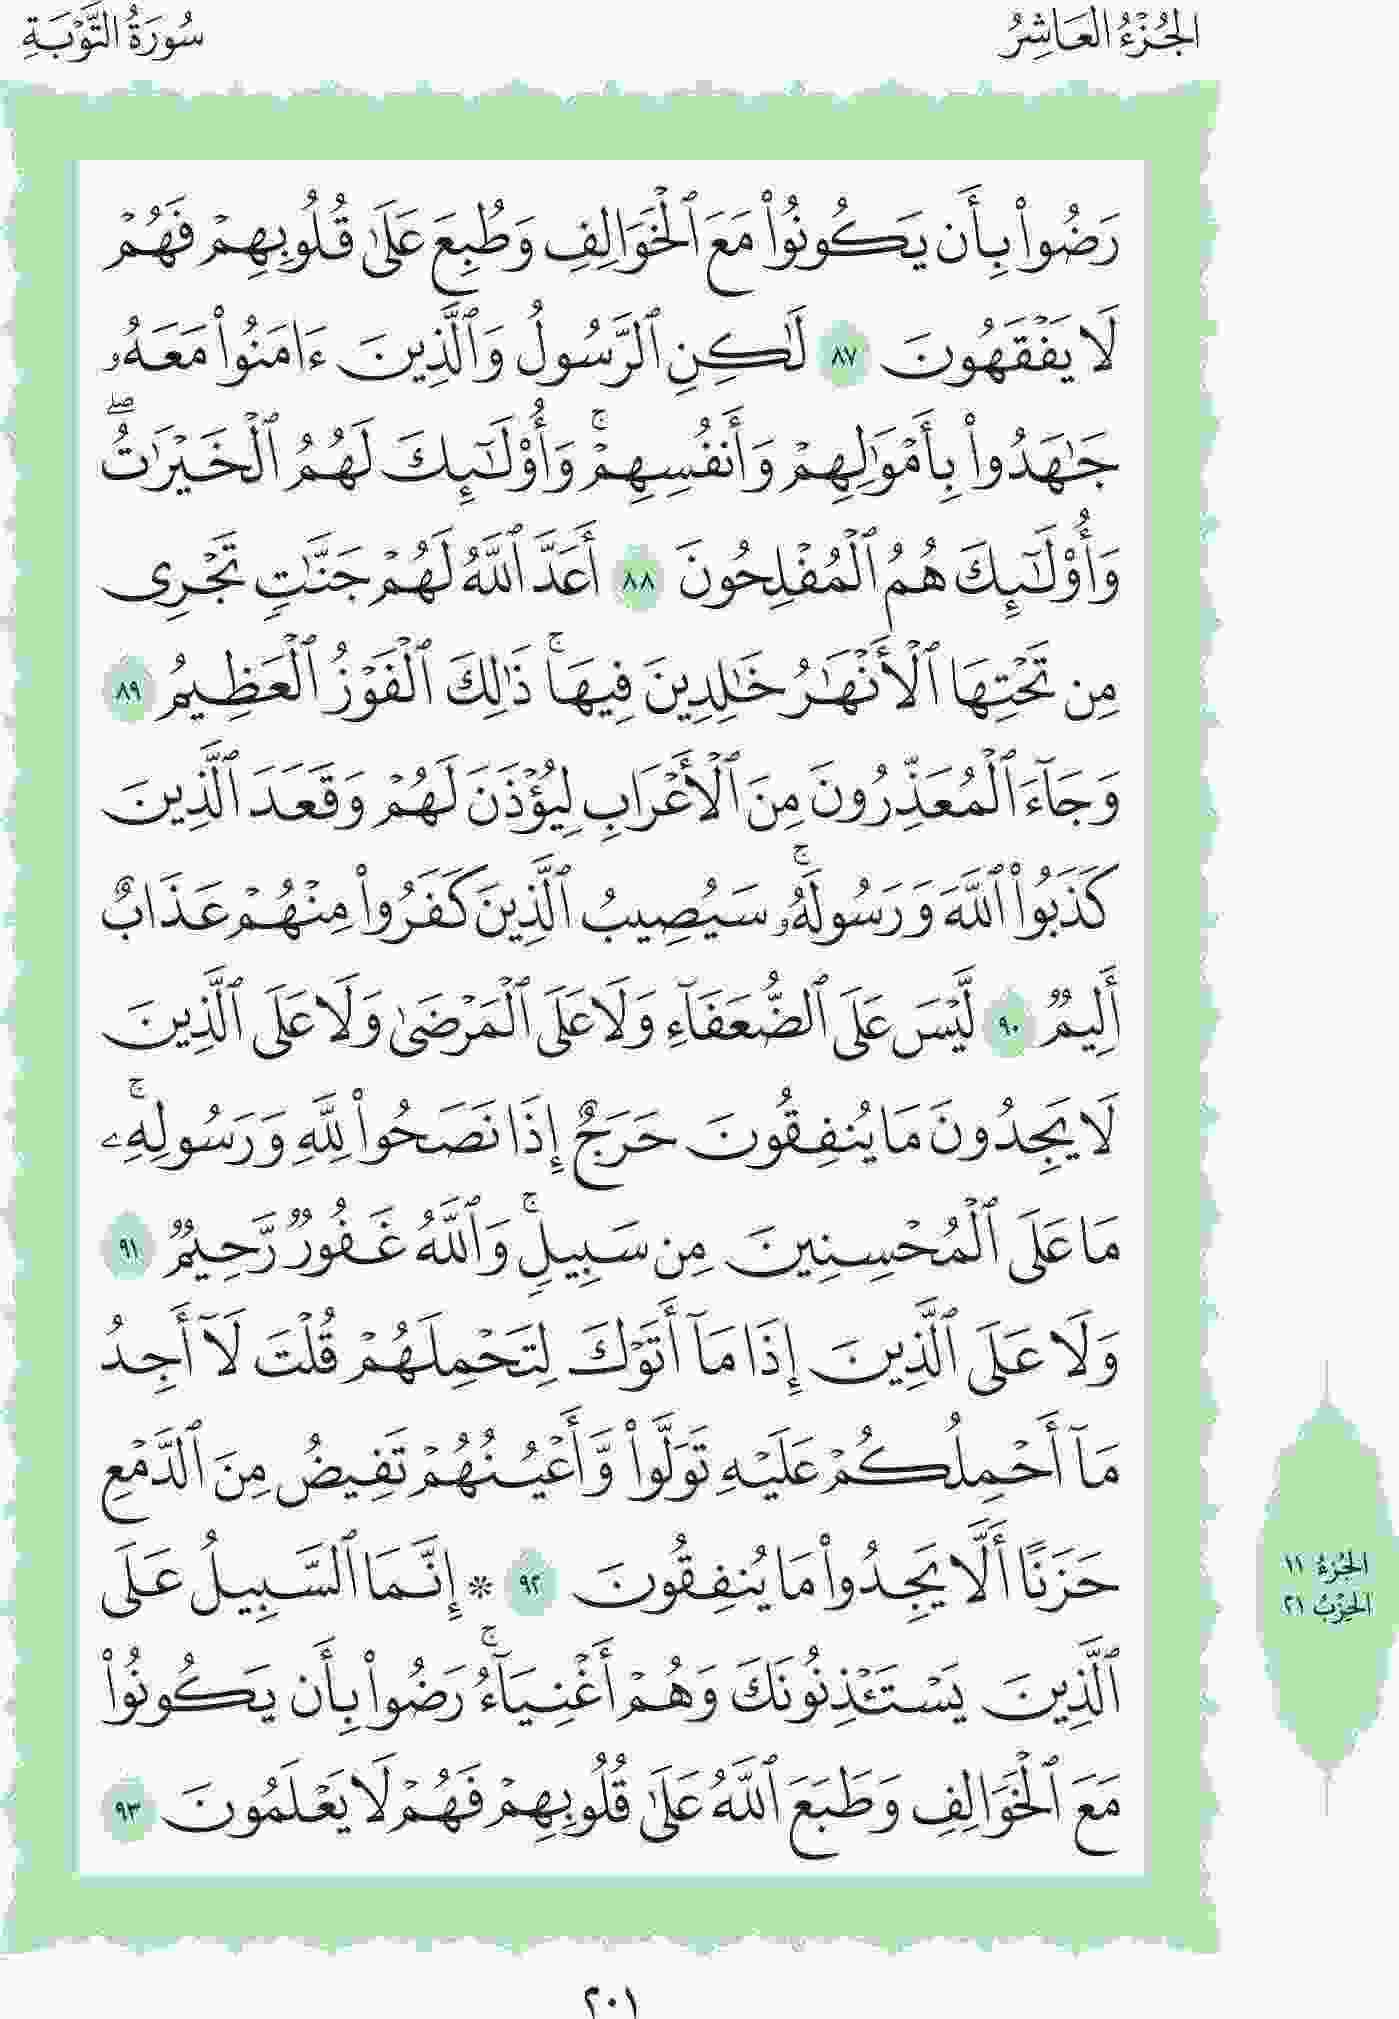 الجُزْءُ العَاشِرُ
سُورَةُ التَّوْبَةِ
رَضُوا۟ بِأَن يَكُونُوا۟ مَعَ ٱلْخَوَالِفِ وَطُبِعَ عَلَىٰ قُلُوبِهِمْ فَهُمْ
لَا يَفْقَهُونَ ٨٧ لَـٰكِنِ ٱلرَّسُولُ وَٱلَّذِينَ ءَامَنُوا۟ مَعَهُۥ
جَـٰهَدُوا۟ بِأَمْوَٰلِهِمْ وَأَنفُسِهِمْ ۚ وَأُو۟لَـٰٓئِكَ لَهُمُ ٱلْخَيْرَٰتُ ۖ
وَأُو۟لَـٰٓئِكَ هُمُ ٱلْمُفْلِحُونَ ٨٨ أَعَدَّ ٱللَّهُ لَهُمْ جَنَّـٰتٍ تَجْرِى
مِن تَحْتِهَا ٱلْأَنْهَـٰرُ خَـٰلِدِينَ فِيهَا ۚ ذَٰلِكَ ٱلْفَوْزُ ٱلْعَظِيمُ ٨٩
وَجَآءَ ٱلْمُعَذِّرُونَ مِنَ ٱلْأَعْرَابِ لِيُؤْذَنَ لَهُمْ وَقَعَدَ ٱلَّذِينَ
كَذَبُوا۟ ٱللَّهَ وَرَسُولَهُۥ ۚ سَيُصِيبُ ٱلَّذِينَ كَفَرُوا۟ مِنْهُمْ عَذَابٌ
أَلِيمٌ ٩٠ لَّيْسَ عَلَى ٱلضُّعَفَآءِ وَلَا عَلَى ٱلْمَرْضَىٰ وَلَا عَلَى ٱلَّذِينَ
لَا يَجِدُونَ مَا يُنفِقُونَ حَرَجٌ إِذَا نَصَحُوا۟ لِلَّهِ وَرَسُولِهِۦ ۚ
مَا عَلَى ٱلْمُحْسِنِينَ مِن سَبِيلٍ ۚ وَٱللَّهُ غَفُورٌ رَّحِيمٌ ٩١
وَلَا عَلَى ٱلَّذِينَ إِذَا مَآ أَتَوْكَ لِتَحْمِلَهُمْ قُلْتَ لَآ أَجِدُ
مَآ أَحْمِلُكُمْ عَلَيْهِ تَوَلَّوا۟ وَّأَعْيُنُهُمْ تَفِيضُ مِنَ ٱلدَّمْعِ
حَزَنًا أَلَّا يَجِدُوا۟ مَا يُنفِقُونَ ٩٢ ۞ إِنَّمَا ٱلسَّبِيلُ عَلَى
ٱلَّذِينَ يَسْتَـْٔذِنُونَكَ وَهُمْ أَغْنِيَآءُ ۚ رَضُوا۟ بِأَن يَكُونُوا۟
مَعَ ٱلْخَوَالِفِ وَطَبَعَ ٱللَّهُ عَلَىٰ قُلُوبِهِمْ فَهُمْ لَا يَعْلَمُونَ ٩٣
الجُزءُ ١١
الحِزْبُ ٢١
٢٠١